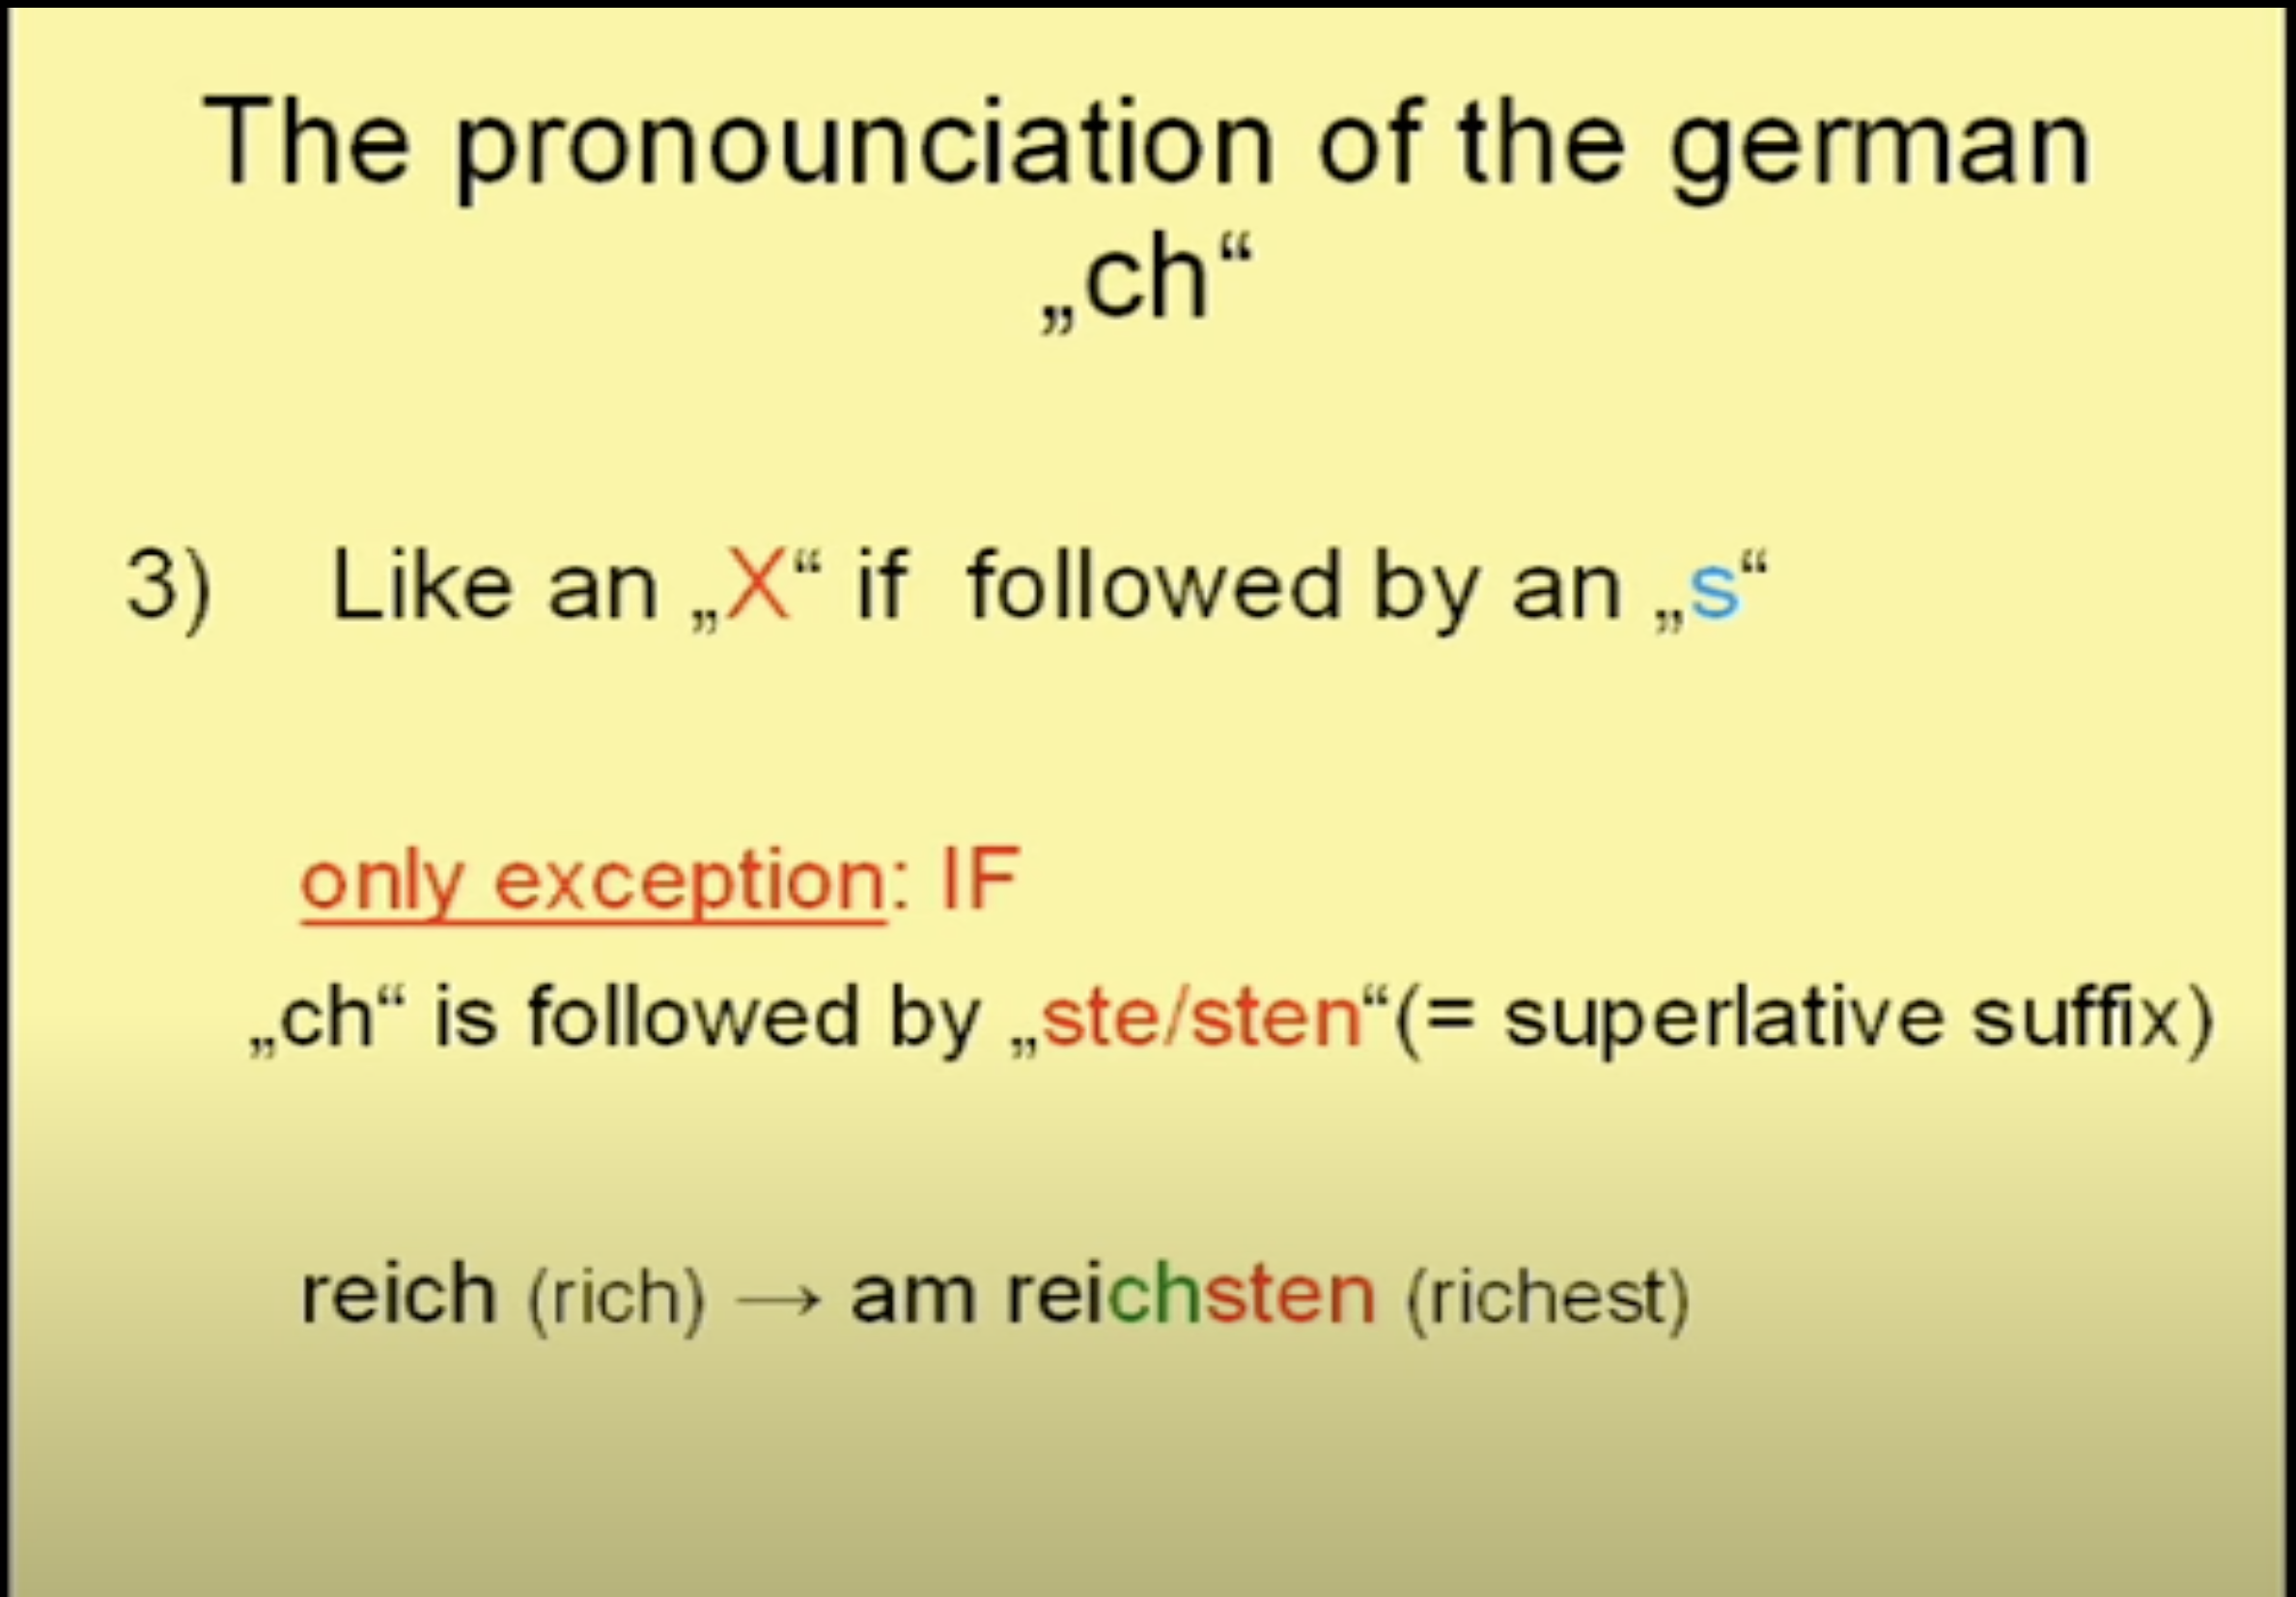 The pronounciation of the german
„ch“
3) Like an „X“ if followed by an „s“
only exception: IF
„ch“ is followed by „ste/sten“(= superlative suffix)
reich (rich) → am reichsten (richest)